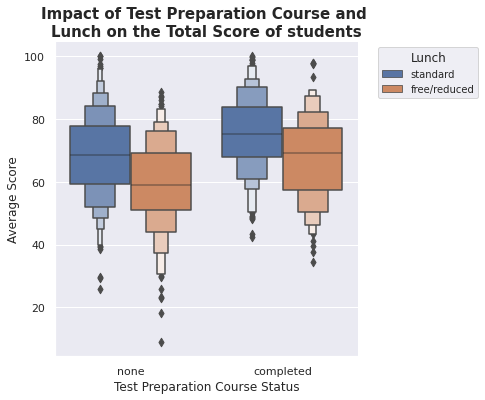 Impact of Test Preparation Course and
Lunch on the Total Score of students
Lunch
standard
free/reduced
Average Score
100
80
60
40
20
none
completed
Test Preparation Course Status